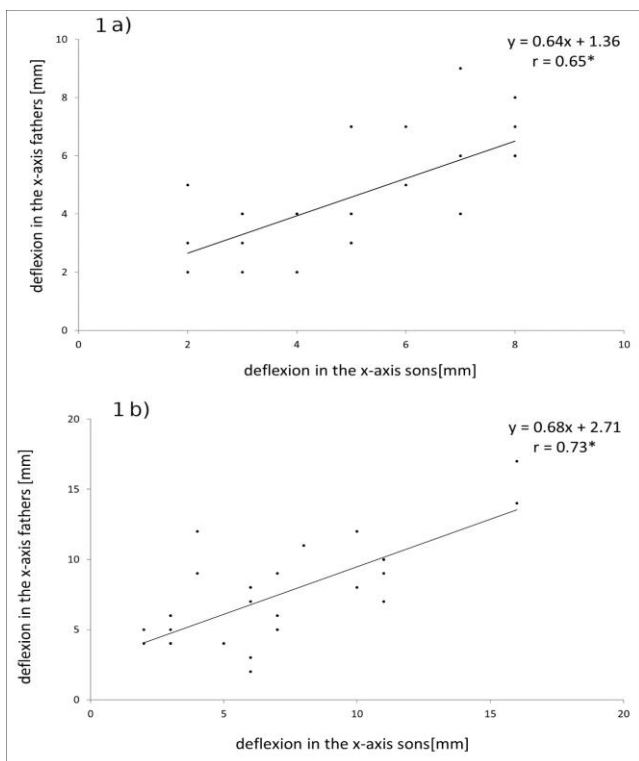 1 a)
y = 0.64x + 1.36
r = 0.65*
deflexion in the x-axis fathers [mm]
10
8
6
4
2
0
0 2 4 6 8 10
deflexion in the x-axis sons[mm]
1 b)
y = 0.68x + 2.71
r = 0.73*
deflexion in the x-axis fathers [mm]
20
15
10
5
0
0 5 10 15 20
deflexion in the x-axis sons[mm]